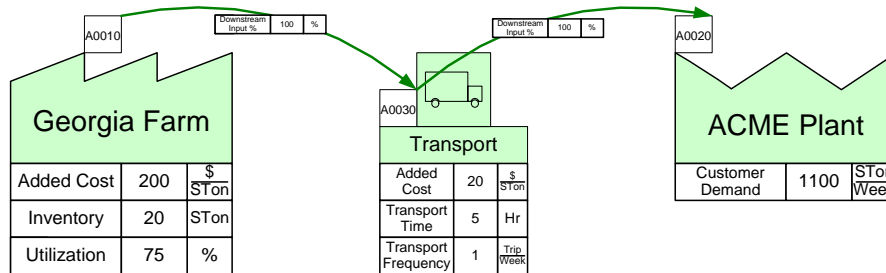 A0010
Downstream
Input %
100
%
Georgia Farm
Added Cost
200
$
STon
Inventory
20
STon
Utilization
75
%
A0030
Downstream
Input %
100
%
Transport
Added
Cost
20
$
STon
Transport
Time
5
Hr
Transport
Frequency
1
Trip
Week
A0020
ACME Plant
Customer
Demand
1100
STon
Week